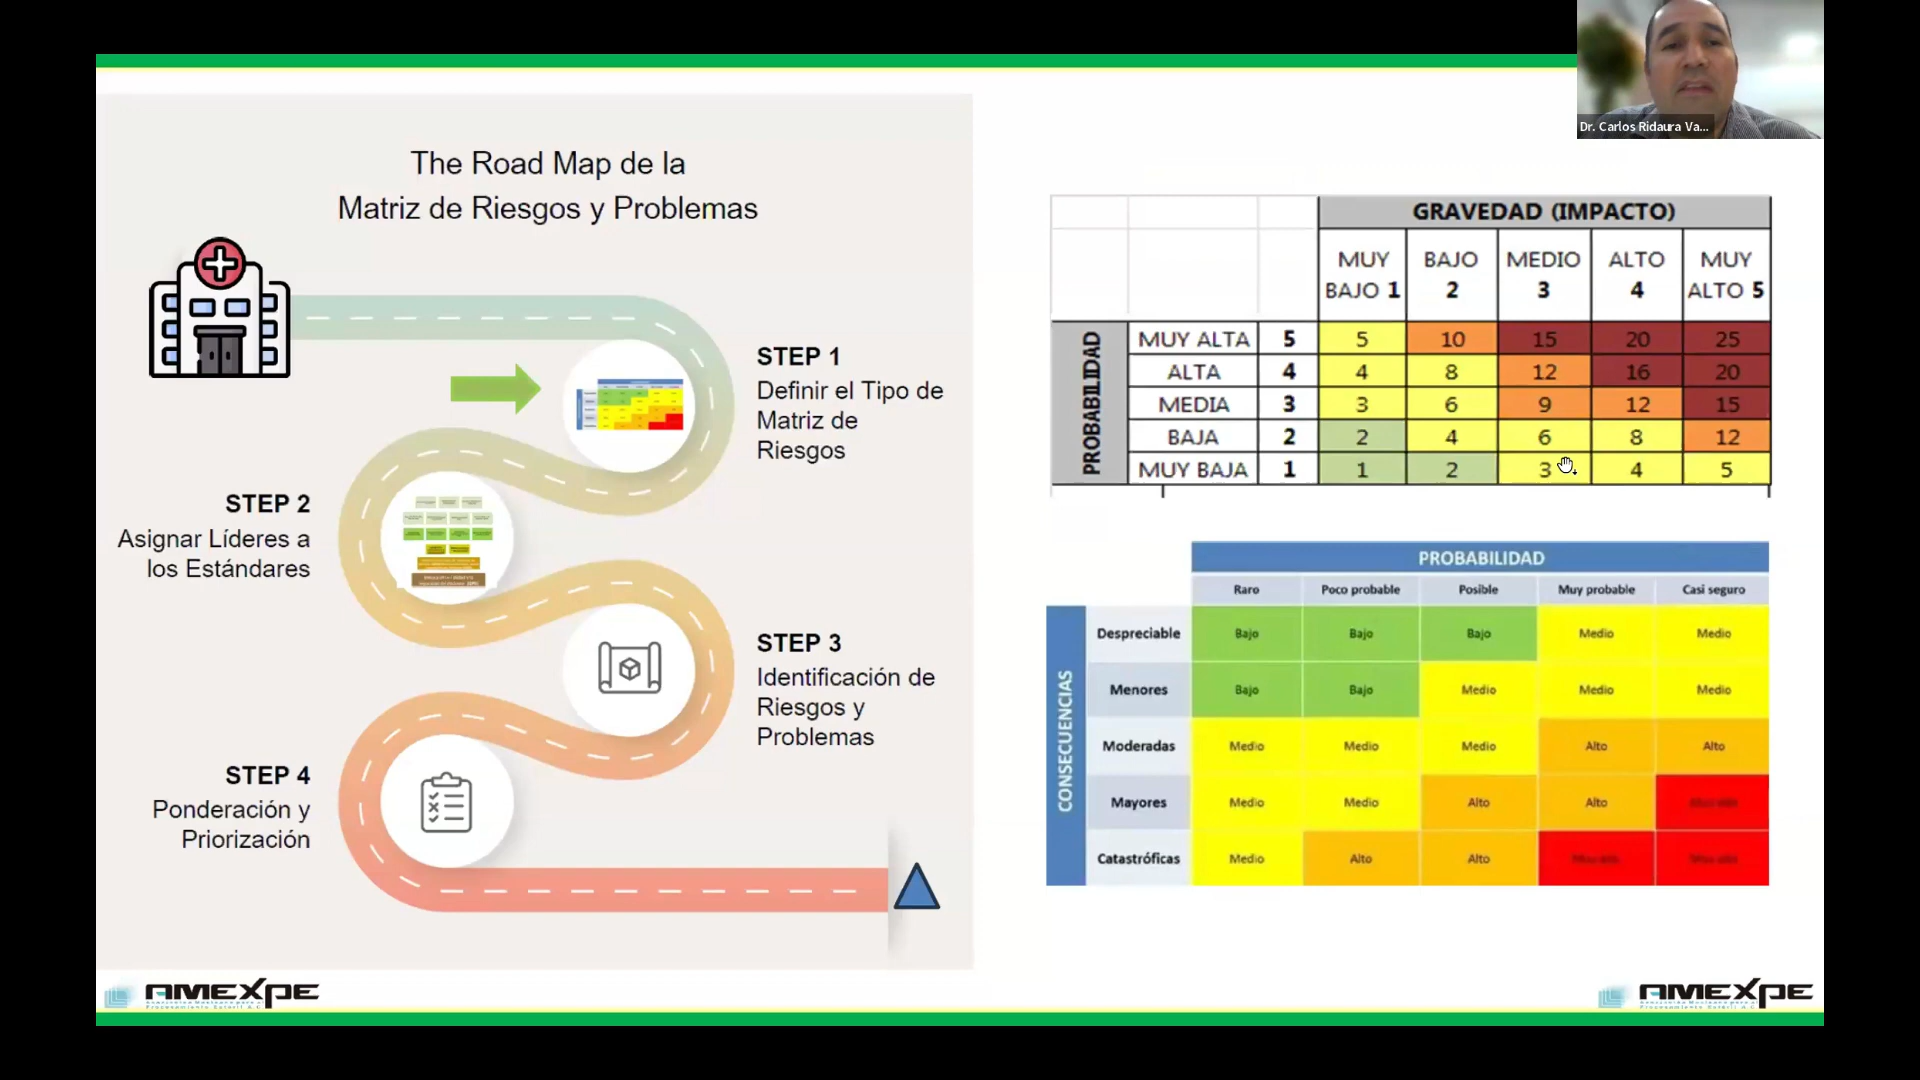 Dr. Carlos Ridaura Va...
The Road Map de la
Matriz de Riesgos y Problemas
STEP 1
Definir el Tipo de
Matriz de
Riesgos
STEP 2
Asignar Líderes a
los Estándares
STEP 3
Identificación de
Riesgos y
Problemas
STEP 4
Ponderación y
Priorización
GRAVEDAD (IMPACTO)
MUY BAJO 1 BAJO 2 MEDIO 3 ALTO 4 MUY ALTO 5
PROBABILIDAD
MUY ALTA 5 5 10 15 20 25
ALTA 4 4 8 12 16 20
MEDIA 3 3 6 9 12 15
BAJA 2 2 4 6 8 12
MUY BAJA 1 1 2 3 4 5
PROBABILIDAD
Raro Poco probable Posible Muy probable Casi seguro
CONSECUENCIAS
Despreciable Bajo Bajo Bajo Medio Medio
Menores Bajo Bajo Medio Medio Medio
Moderadas Medio Medio Medio Alto Alto
Mayores Medio Medio Alto Alto
Catastróficas Medio Alto Alto
AMEXPE
AMEXPE